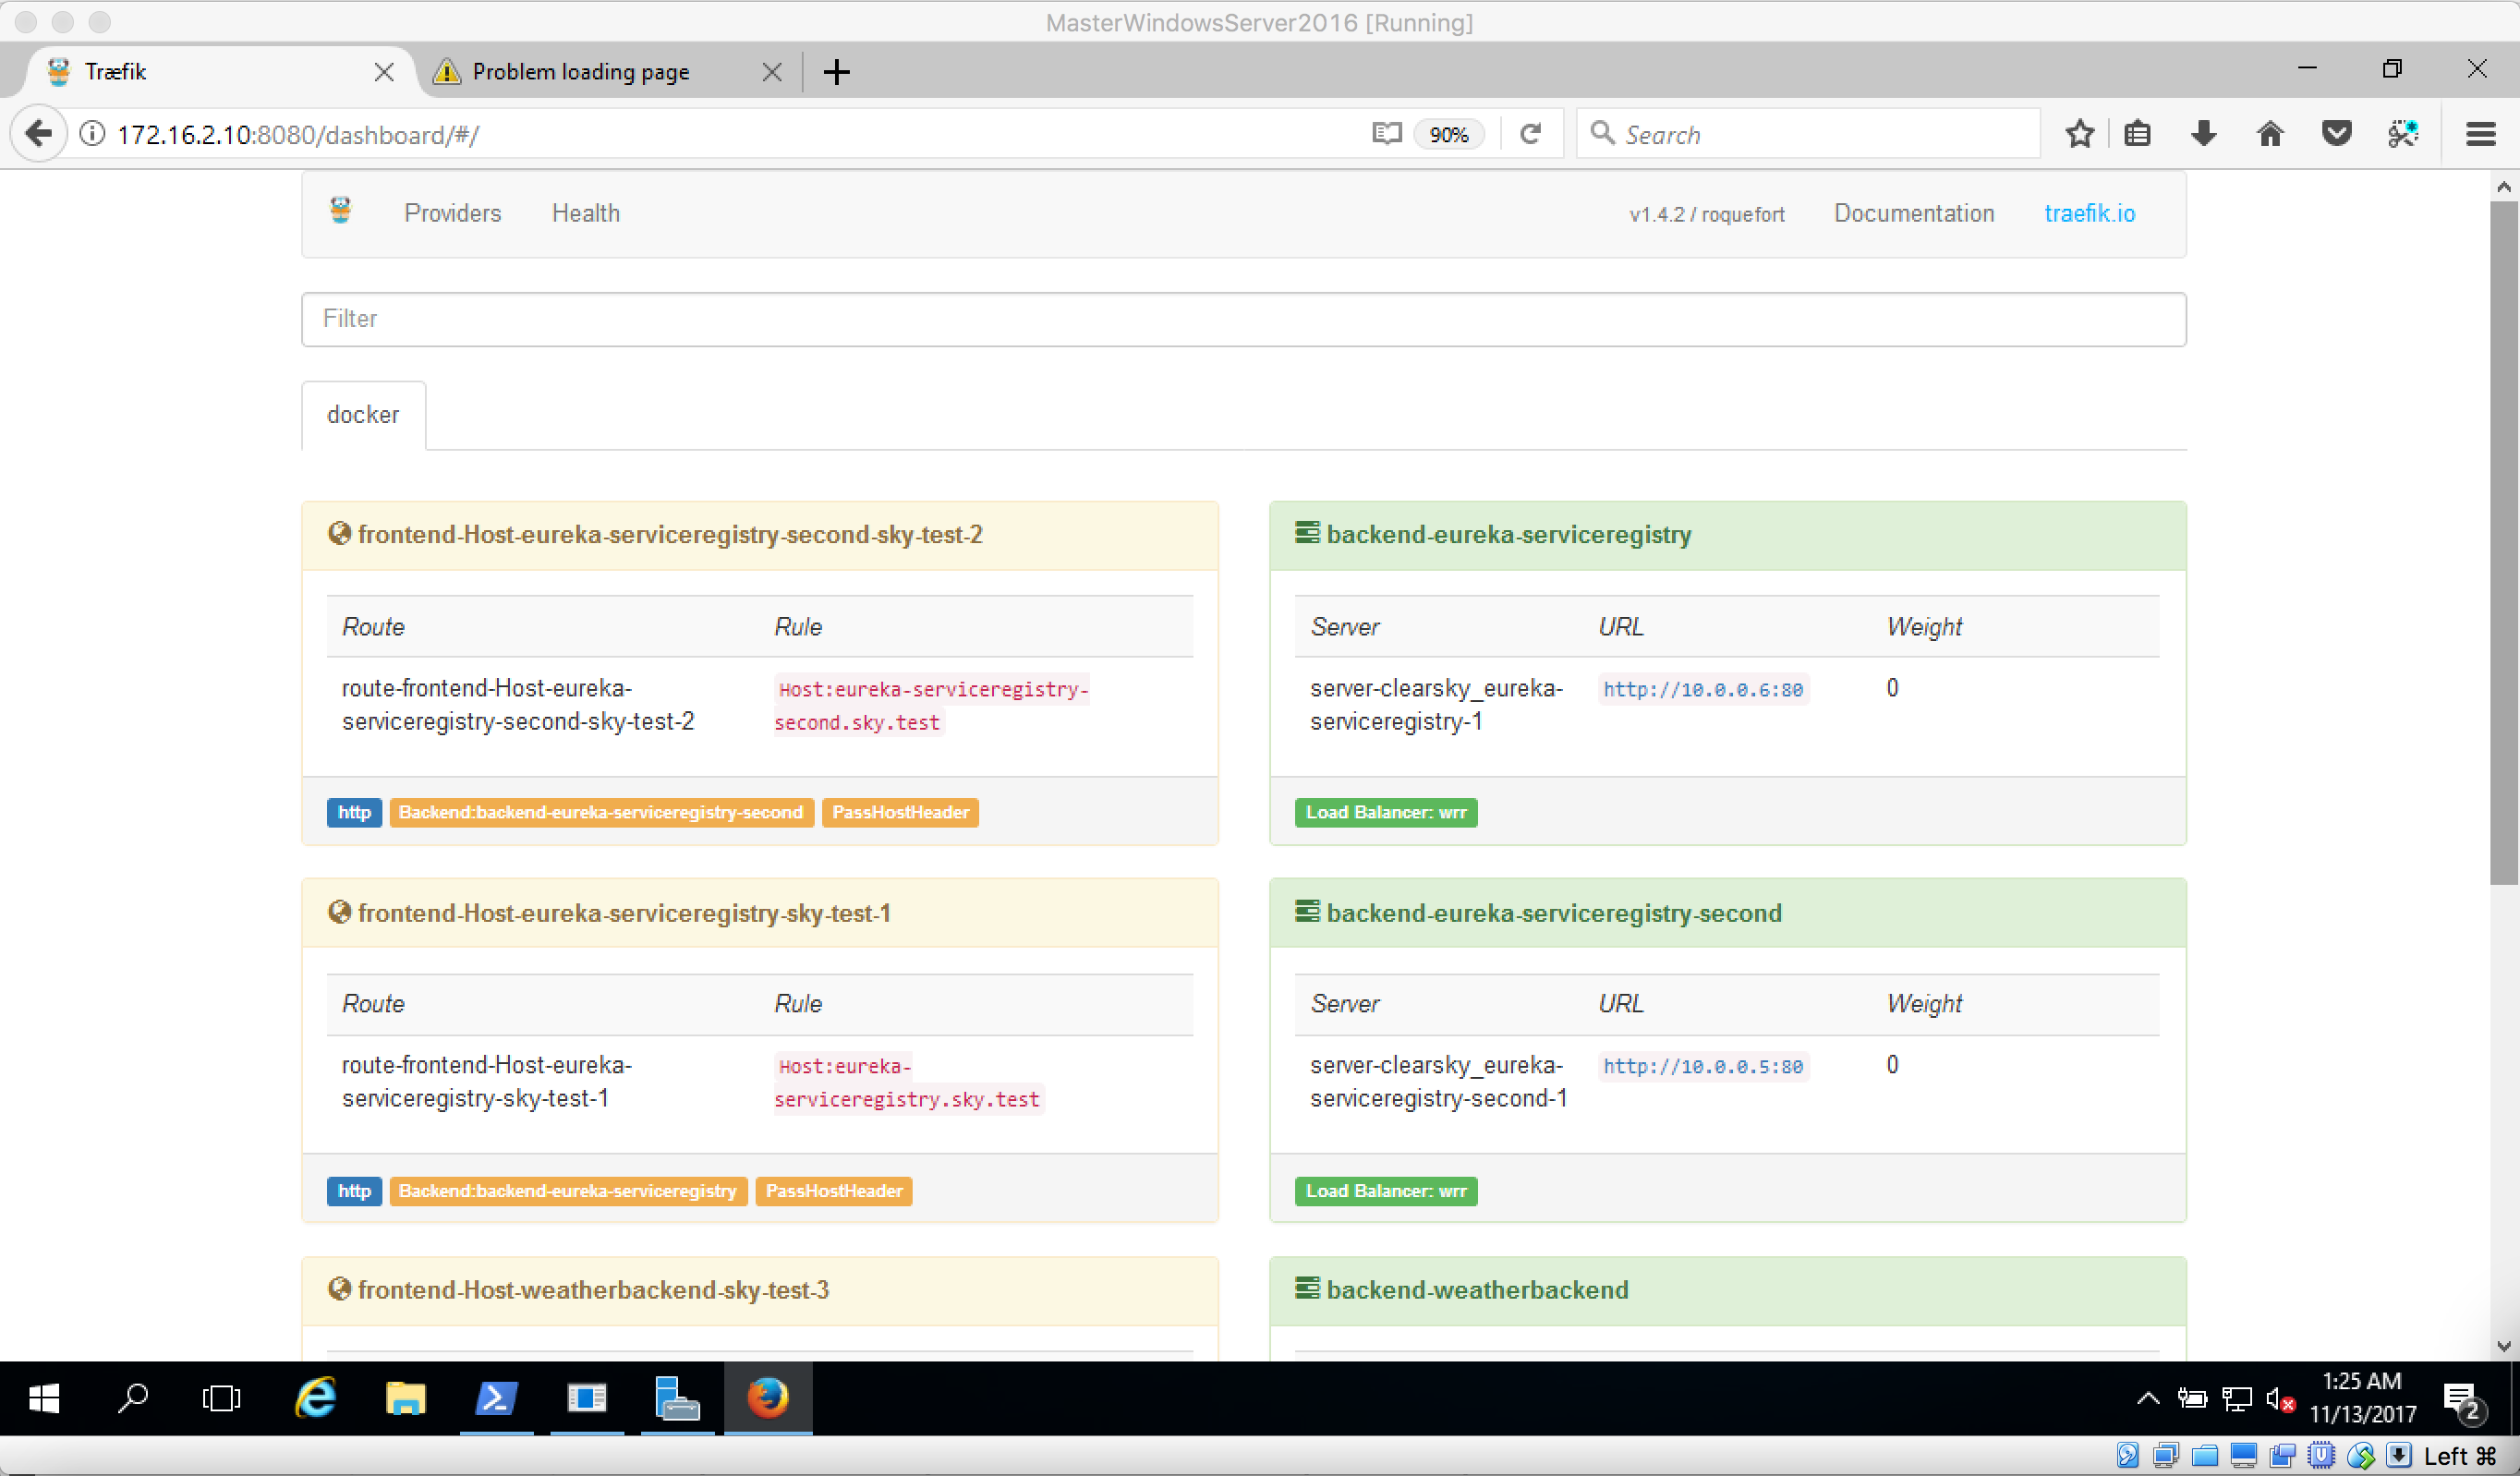 MasterWindowsServer2016 [Running]
Træfik
Problem loading page
172.16.2.10:8080/dashboard/#/
90%
Search
Providers
Health
v1.4.2 / roquefort
Documentation
traefik.io
Filter
docker
frontend-Host-eureka-serviceregistry-second-sky-test-2
Route
Rule
route-frontend-Host-eureka-
serviceregistry-second-sky-test-2
Host:eureka-serviceregistry-
second.sky.test
http
Backend:backend-eureka-serviceregistry-second
PassHostHeader
backend-eureka-serviceregistry
Server
URL
Weight
server-clearsky_eureka-
serviceregistry-1
http://10.0.0.6:80
0
Load Balancer: wrr
frontend-Host-eureka-serviceregistry-sky-test-1
Route
Rule
route-frontend-Host-eureka-
serviceregistry-sky-test-1
Host:eureka-
serviceregistry.sky.test
http
Backend:backend-eureka-serviceregistry
PassHostHeader
backend-eureka-serviceregistry-second
Server
URL
Weight
server-clearsky_eureka-
serviceregistry-second-1
http://10.0.0.5:80
0
Load Balancer: wrr
frontend-Host-weatherbackend-sky-test-3
backend-weatherbackend
1:25 AM
11/13/2017
2
Left ⌘